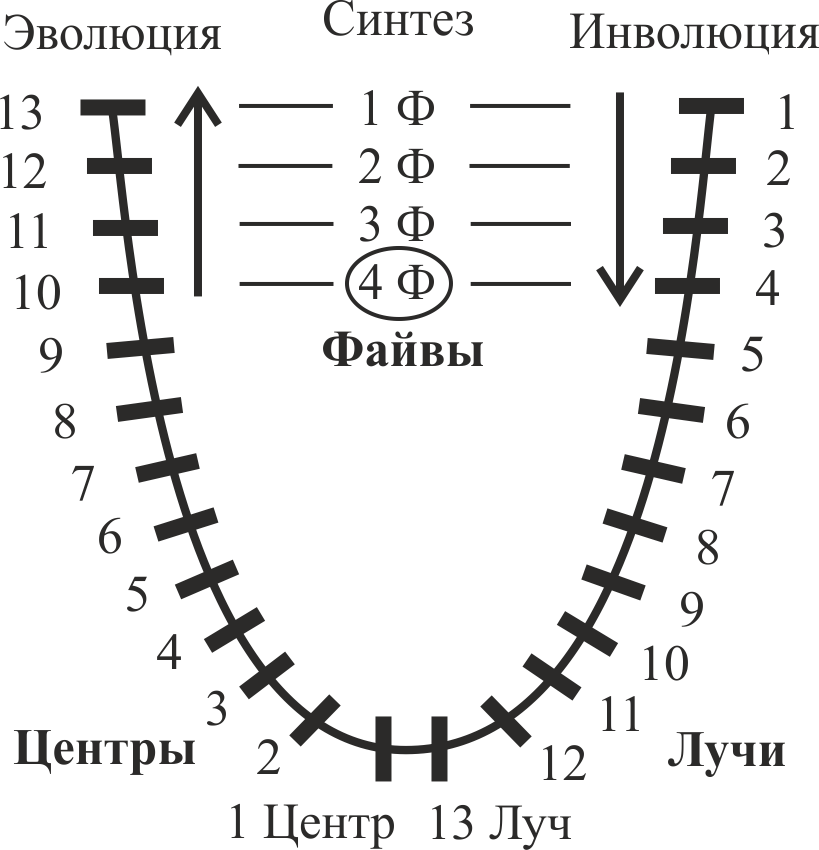 Эволюция Синтез Инволюция
13 1 Ф 1
12 2 Ф 2
11 3 Ф 3
10 4 Ф 4
9 Файвы 5
8 6
7 7
6 8
5 9
4 10
3 11
Центры 2 12 Лучи
1 Центр 13 Луч